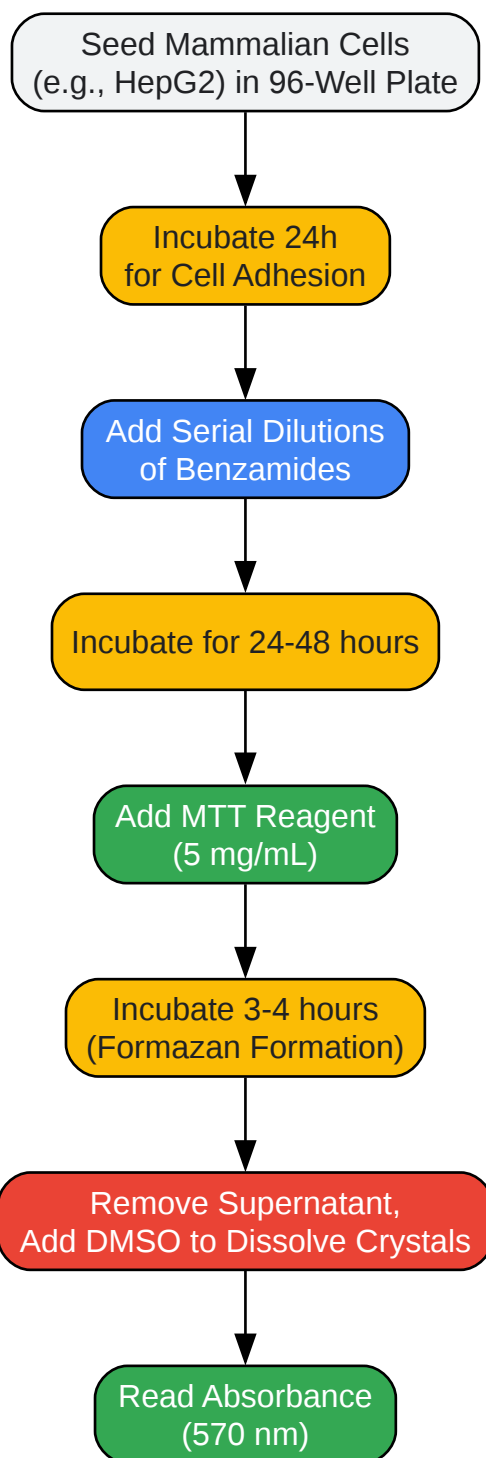 Seed Mammalian Cells
(e.g., HepG2) in 96-Well Plate
Incubate 24h
for Cell Adhesion
Add Serial Dilutions
of Benzamides
Incubate for 24-48 hours
Add MTT Reagent
(5 mg/mL)
Incubate 3-4 hours
(Formazan Formation)
Remove Supernatant,
Add DMSO to Dissolve Crystals
Read Absorbance
(570 nm)